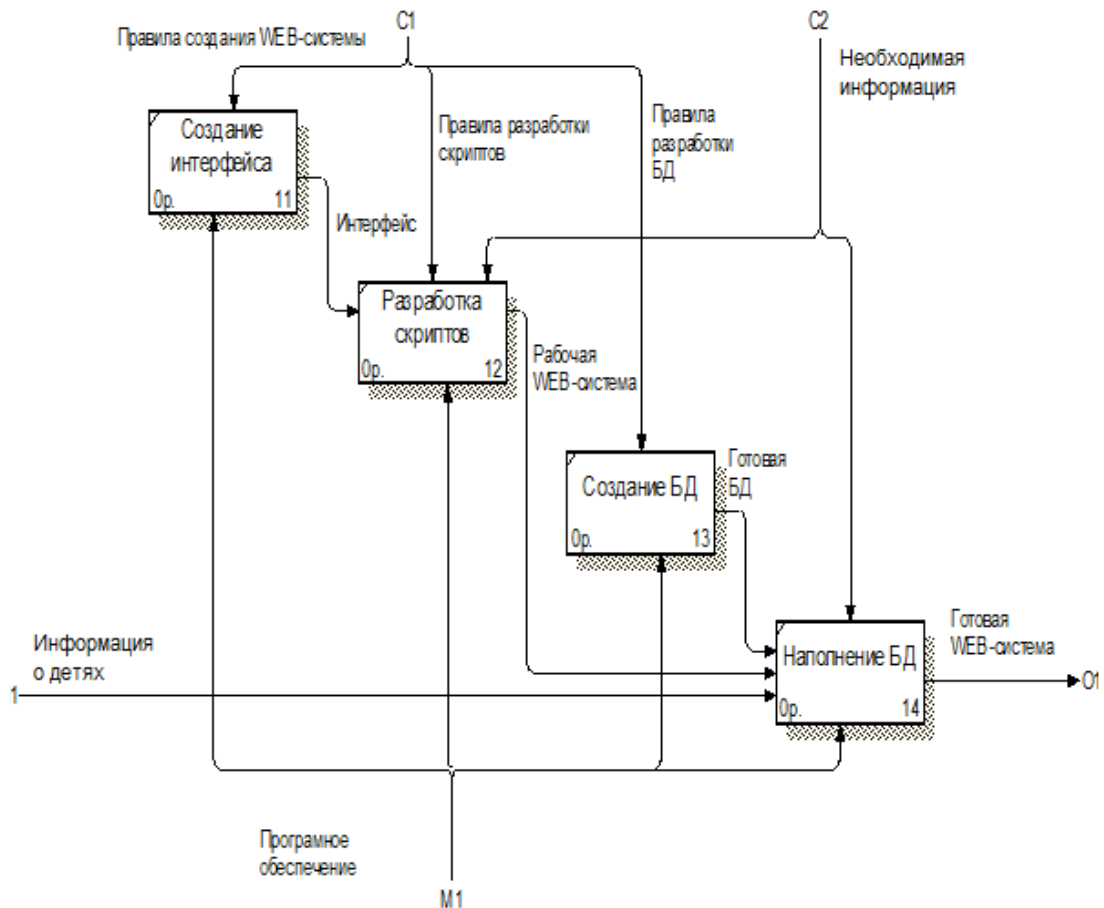 C1
C2
Правила создания WEB-системы
Необходимая
информация
Создание
интерфейса
0р.
11
Правила разработки
скриптов
Правила
разработки
БД
Интерфейс
Разработка
скриптов
0р.
12
Рабочая
WEB-система
Создание БД
0р.
13
Готовая
БД
Информация
о детях
1
Наполнение БД
0р.
14
Готовая
WEB-система
O1
Програмное
обеспечение
M1